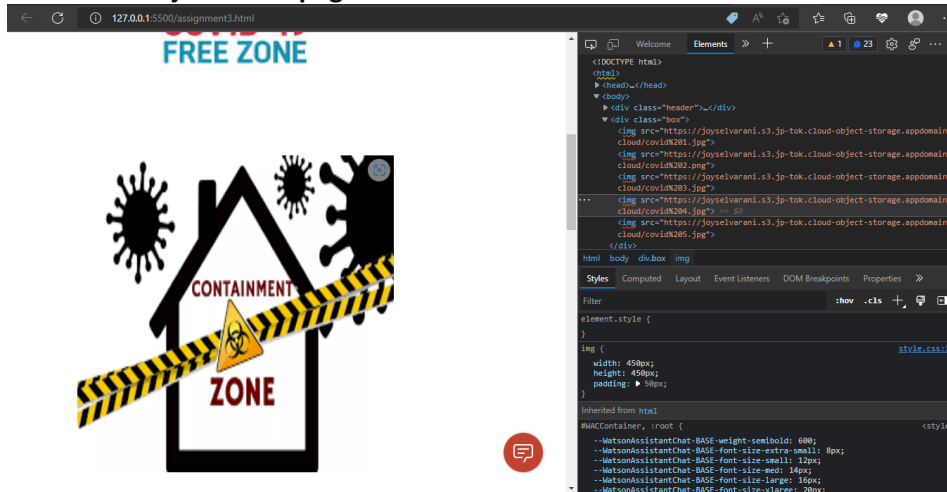 127.0.0.1:5500/assignment3.html
FREE ZONE
CONTAINMENT
ZONE
Welcome Elements » +
1 23
<!DOCTYPE html>
<html>
<head>…</head>
<body>
<div class="header">…</div>
<div class="box">
<img src="https://joyselvarani.s3.jp-tok.cloud-object-storage.appdomain
cloud/covid%201.jpg">
<img src="https://joyselvarani.s3.jp-tok.cloud-object-storage.appdomain
cloud/covid%202.png">
<img src="https://joyselvarani.s3.jp-tok.cloud-object-storage.appdomain
cloud/covid%203.jpg">
<img src="https://joyselvarani.s3.jp-tok.cloud-object-storage.appdomain
cloud/covid%204.jpg"> == $0
<img src="https://joyselvarani.s3.jp-tok.cloud-object-storage.appdomain
cloud/covid%205.jpg">
</div>
html body div.box img
Styles Computed Layout Event Listeners DOM Breakpoints Properties »
Filter :hov .cls +
element.style {
}
img { style.css:
width: 450px;
height: 450px;
padding: 50px;
}
Inherited from html
#WACContainer, :root { <style
--WatsonAssistantChat-BASE-weight-semibold: 600;
--WatsonAssistantChat-BASE-font-size-extra-small: 8px;
--WatsonAssistantChat-BASE-font-size-small: 12px;
--WatsonAssistantChat-BASE-font-size-med: 14px;
--WatsonAssistantChat-BASE-font-size-large: 16px;
--WatsonAssistantChat-BASE-font-size-xlarge: 20px;